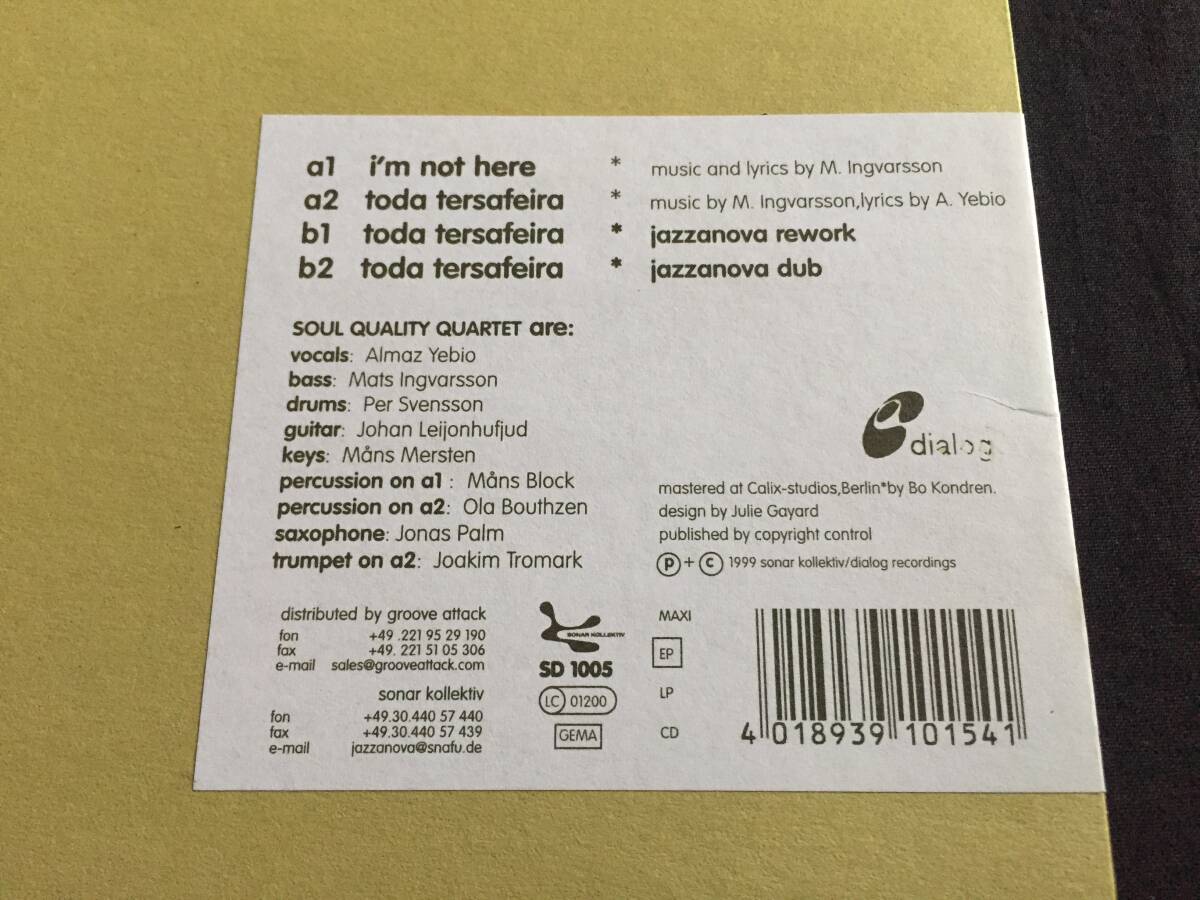 a1 i'm not here * music and lyrics by M. Ingvarsson
a2 toda tersafeira * music by M. Ingvarsson,lyrics by A. Yebio
b1 toda tersafeira * jazzanova rework
b2 toda tersafeira * jazzanova dub
SOUL QUALITY QUARTET are:
vocals: Almaz Yebio
bass: Mats Ingvarsson
drums: Per Svensson
guitar: Johan Leijonhufjud
keys: Måns Mersten
percussion on a1 : Måns Block
percussion on a2: Ola Bouthzen
saxophone: Jonas Palm
trumpet on a2: Joakim Tromark
dialog
mastered at Calix-studios,Berlin*by Bo Kondren.
design by Julie Gayard
published by copyright control
p + c 1999 sonar kollektiv/dialog recordings
distributed by groove attack
fon +49 .221 95 29 190
fax +49. 221 51 05 306
e-mail sales@grooveattack.com
sonar kollektiv
fon +49.30.440 57 440
fax +49.30.440 57 439
e-mail jazzanova@snafu.de
SONAR KOLLEKTIV
SD 1005
LC 01200
GEMA
MAXI
EP
LP
CD
4 018939 101541